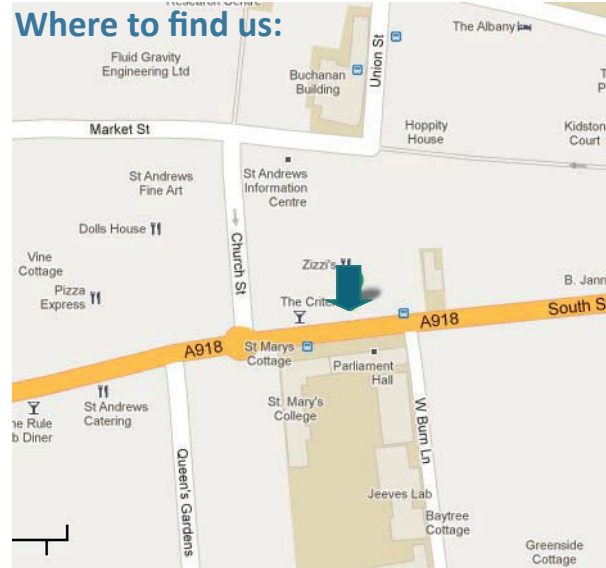 Where to find us:
The Albany
Fluid Gravity
Engineering Ltd
Buchanan
Building
Union St
Market St
Hoppity
House
Kidston
Court
St Andrews
Fine Art
St Andrews
Information
Centre
Dolls House
Church St
Vine
Cottage
Zizzi's
Pizza
Express
The
B. Jann
South S
A918
A918
St Marys
Cottage
Parliament
Hall
St Andrews
Catering
St. Mary's
College
Rule
Diner
W Burn Ln
Queen's Gardens
Jeeves Lab
Baytree
Cottage
Greenside
Cottage